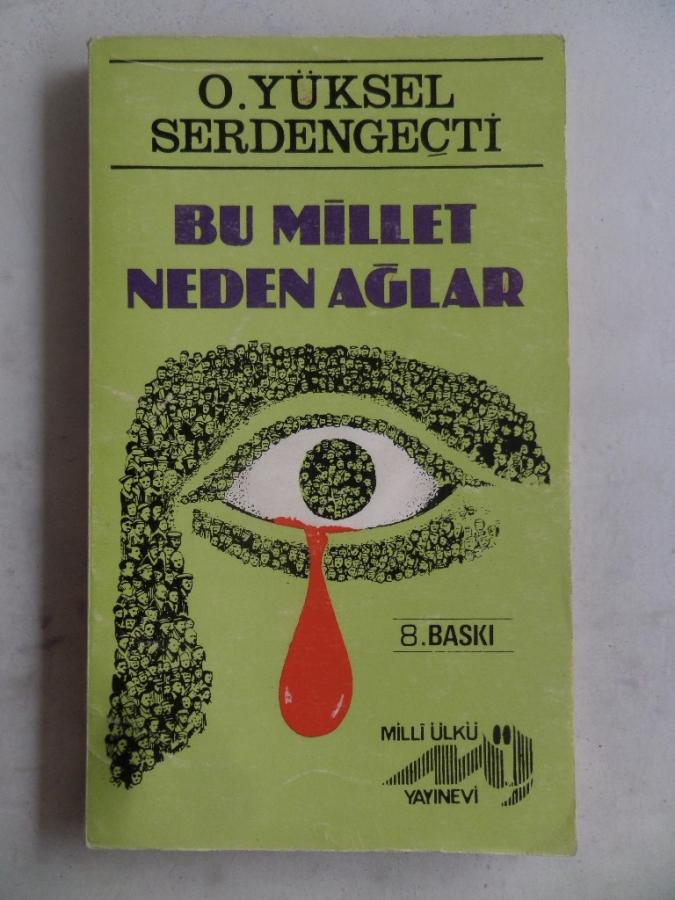 O. YÜKSEL
SERDENGEÇTİ
BU MİLLET
NEDEN AĞLAR
8. BASKI
MİLLÎ ÜLKÜ
YAYINEVİ